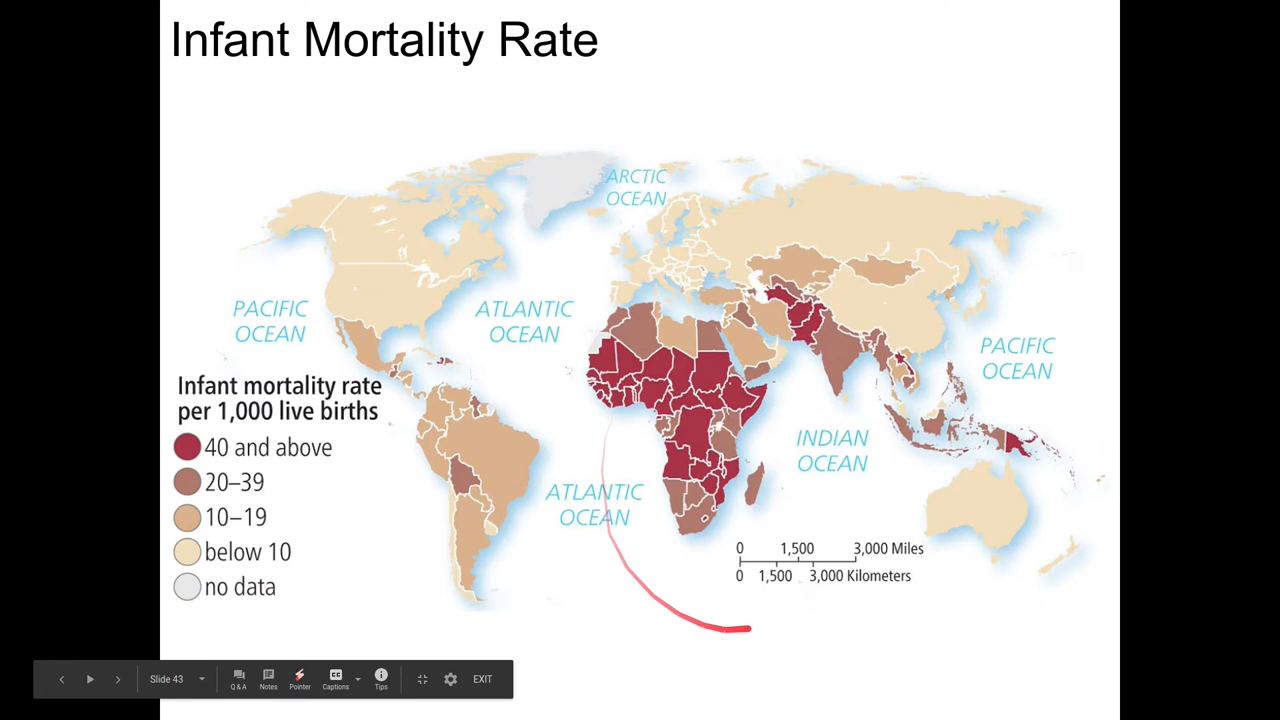 Infant Mortality Rate
ARCTIC
OCEAN
PACIFIC
OCEAN
ATLANTIC
OCEAN
PACIFIC
OCEAN
Infant mortality rate
per 1,000 live births
40 and above
20–39
10–19
below 10
no data
INDIAN
OCEAN
ATLANTIC
OCEAN
0 1,500 3,000 Miles
0 1,500 3,000 Kilometers
Slide 43
Q & A
Notes
Pointer
CC
Captions
Tips
EXIT